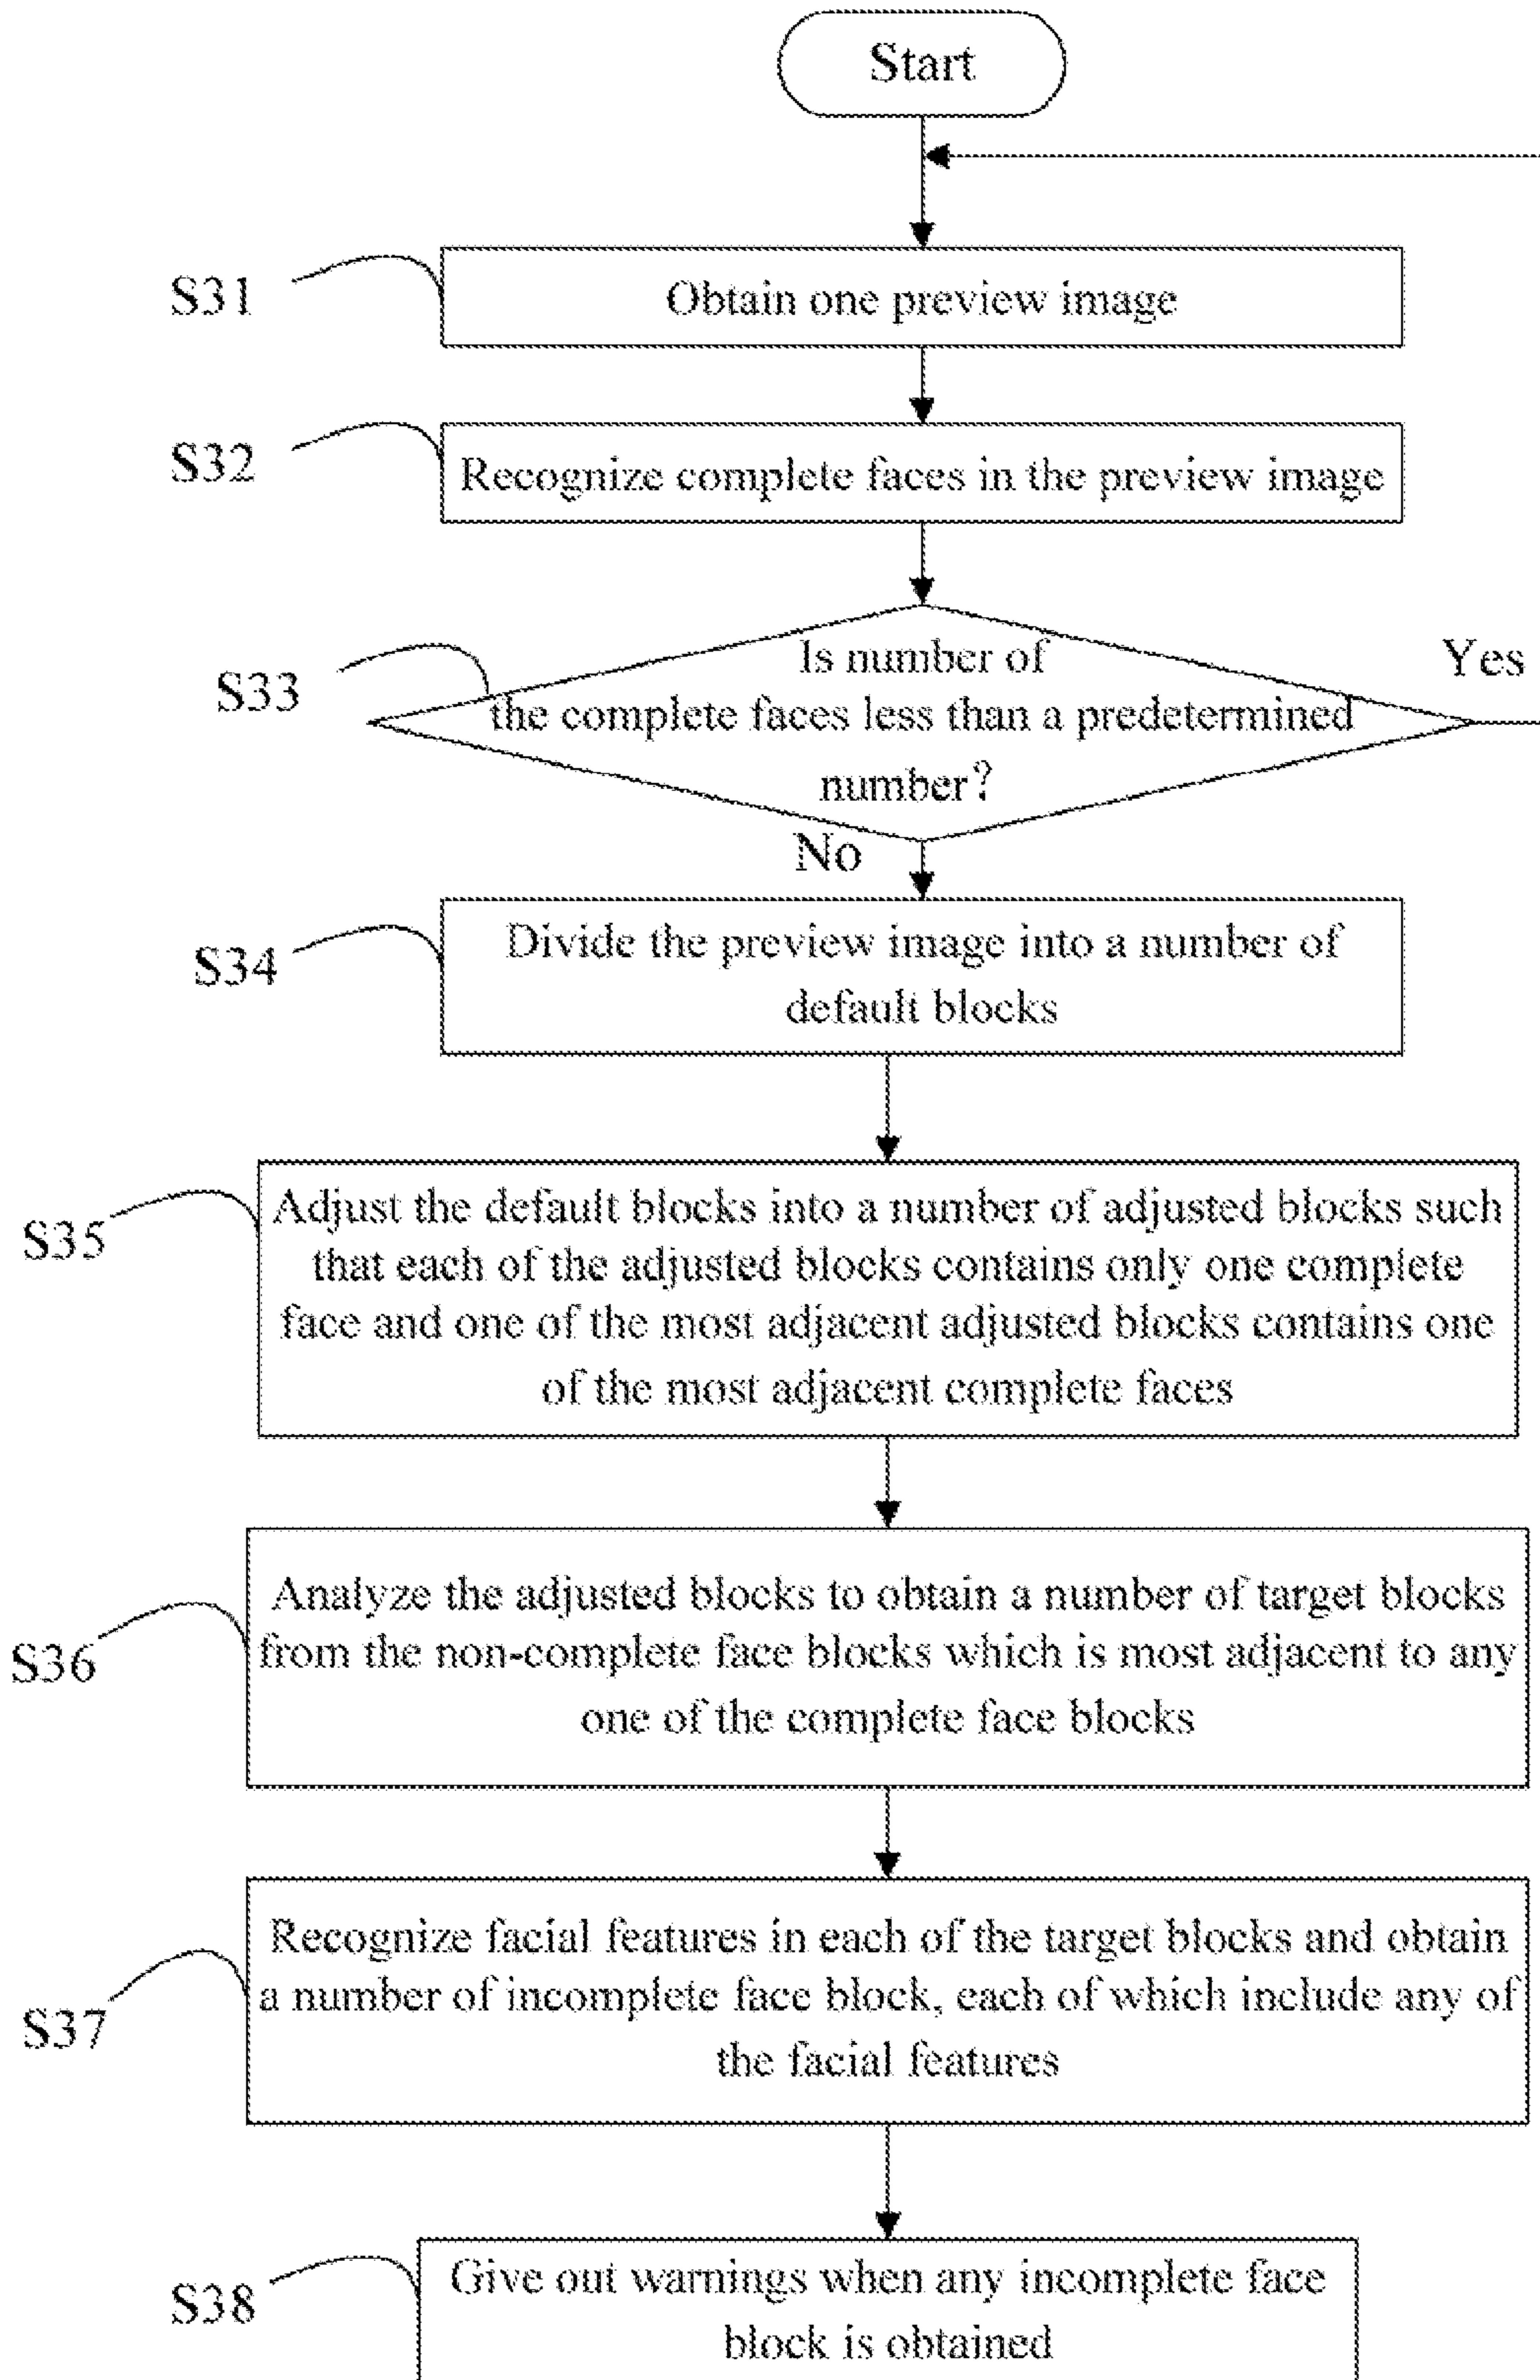 Start
S31
Obtain one preview image
S32
Recognize complete faces in the preview image
S33
Is number of
the complete faces less than a predetermined
number?
Yes
No
S34
Divide the preview image into a number of
default blocks
S35
Adjust the default blocks into a number of adjusted blocks such
that each of the adjusted blocks contains only one complete
face and one of the most adjacent adjusted blocks contains one
of the most adjacent complete faces
S36
Analyze the adjusted blocks to obtain a number of target blocks
from the non-complete face blocks which is most adjacent to any
one of the complete face blocks
S37
Recognize facial features in each of the target blocks and obtain
a number of incomplete face block, each of which include any of
the facial features
S38
Give out warnings when any incomplete face
block is obtained